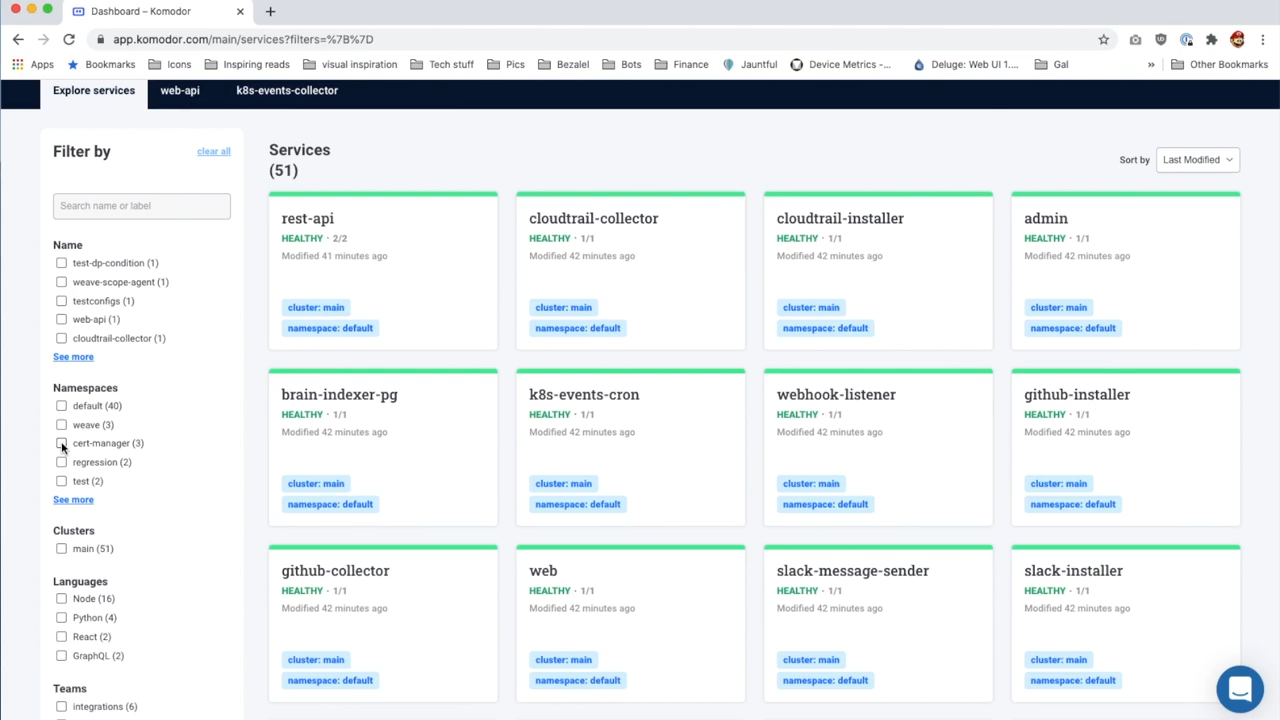 Dashboard – Komodor
app.komodor.com/main/services?filters=%7B%7D
Apps Bookmarks Icons Inspiring reads visual inspiration Tech stuff Pics Bezalel Bots Finance Jauntful Device Metrics -... Deluge: Web UI 1.... Gal » Other Bookmarks
Explore services web-api k8s-events-collector
Filter by clear all
Search name or label
Name
test-dp-condition (1)
weave-scope-agent (1)
testconfigs (1)
web-api (1)
cloudtrail-collector (1)
See more
Namespaces
default (40)
weave (3)
cert-manager (3)
regression (2)
test (2)
See more
Clusters
main (51)
Languages
Node (16)
Python (4)
React (2)
GraphQL (2)
Teams
integrations (6)
Services
(51)
Sort by Last Modified
rest-api
HEALTHY · 2/2
Modified 41 minutes ago
cluster: main
namespace: default
cloudtrail-collector
HEALTHY · 1/1
Modified 42 minutes ago
cluster: main
namespace: default
cloudtrail-installer
HEALTHY · 1/1
Modified 42 minutes ago
cluster: main
namespace: default
admin
HEALTHY · 1/1
Modified 42 minutes ago
cluster: main
namespace: default
brain-indexer-pg
HEALTHY · 1/1
Modified 42 minutes ago
cluster: main
namespace: default
k8s-events-cron
HEALTHY · 1/1
Modified 42 minutes ago
cluster: main
namespace: default
webhook-listener
HEALTHY · 1/1
Modified 42 minutes ago
cluster: main
namespace: default
github-installer
HEALTHY · 1/1
Modified 42 minutes ago
cluster: main
namespace: default
github-collector
HEALTHY · 1/1
Modified 42 minutes ago
cluster: main
namespace: default
web
HEALTHY · 1/1
Modified 42 minutes ago
cluster: main
namespace: default
slack-message-sender
HEALTHY · 1/1
Modified 42 minutes ago
cluster: main
namespace: default
slack-installer
HEALTHY · 1/1
Modified 42 minutes ago
cluster: main
namespace: default